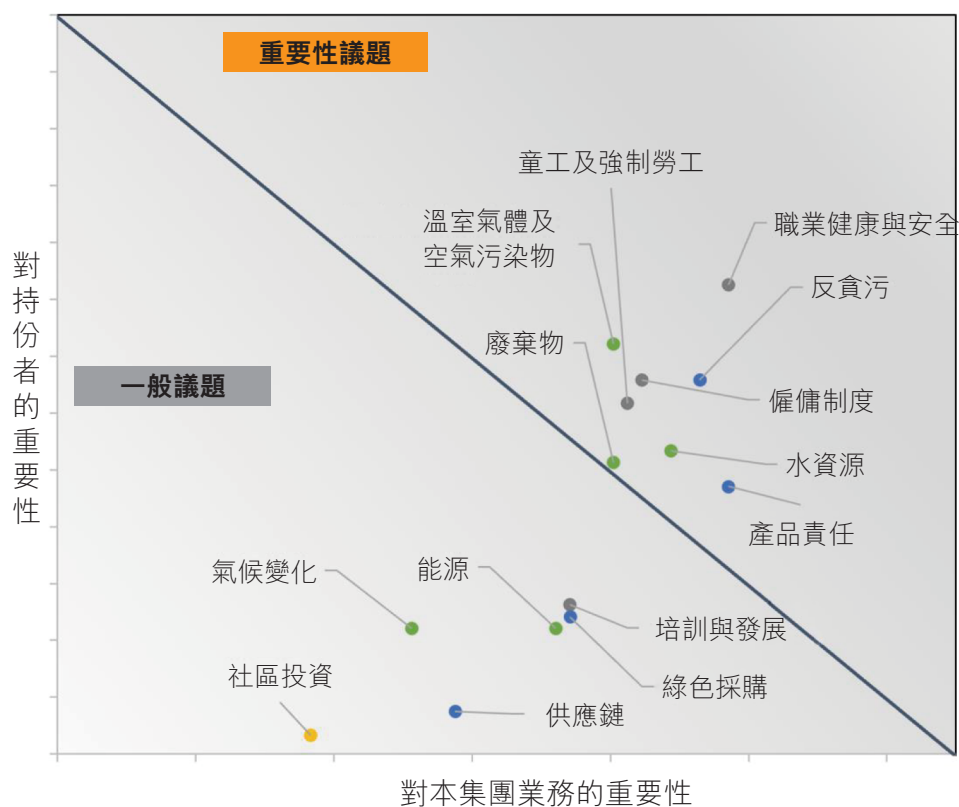 重要性議題
童工及強制勞工
溫室氣體及
空氣污染物
職業健康與安全
反貪污
廢棄物
一般議題
僱傭制度
水資源
產品責任
對持份者的重要性
氣候變化
能源
培訓與發展
社區投資
綠色採購
供應鏈
對本集團業務的重要性